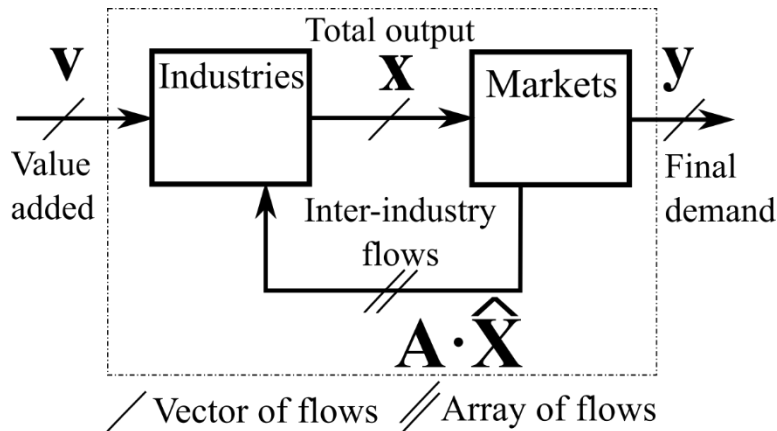 Total output
v
Industries
x
Markets
y
Value
added
Inter-industry
flows
Final
demand
A · X̂
Vector of flows
Array of flows